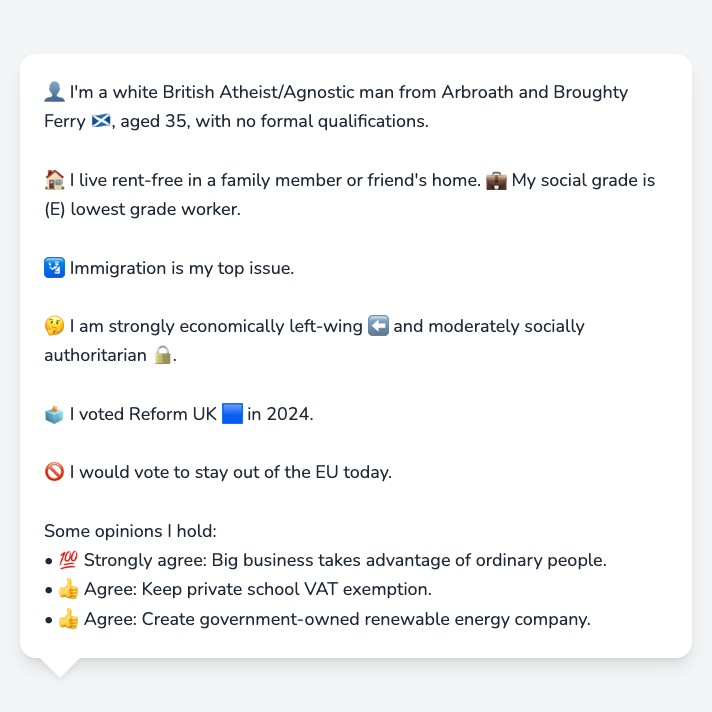 👤 I'm a white British Atheist/Agnostic man from Arbroath and Broughty
Ferry 🏴󠁧󠁢󠁳󠁣󠁴󠁿, aged 35, with no formal qualifications.
🏠 I live rent-free in a family member or friend's home. 💼 My social grade is
(E) lowest grade worker.
🛂 Immigration is my top issue.
🤔 I am strongly economically left-wing ⬅️ and moderately socially
authoritarian 🔒.
🗳️ I voted Reform UK 🟦 in 2024.
🚫 I would vote to stay out of the EU today.
Some opinions I hold:
• 💯 Strongly agree: Big business takes advantage of ordinary people.
• 👍 Agree: Keep private school VAT exemption.
• 👍 Agree: Create government-owned renewable energy company.